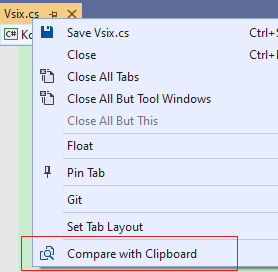 Vsix.cs
C# Ko
Save Vsix.cs Ctrl+S
Close Ctrl+
Close All Tabs
Close All But Tool Windows
Close All But This
Float
Pin Tab
Git
Set Tab Layout
Compare with Clipboard